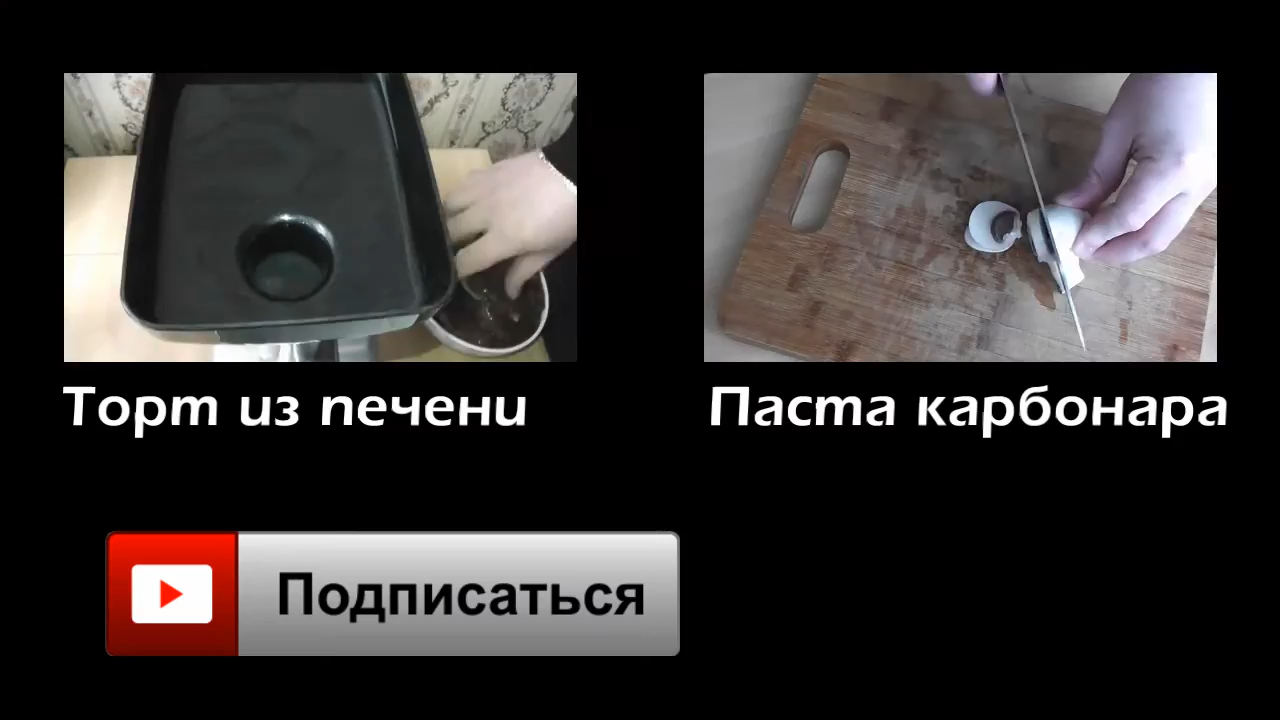 Торт из печени
Паста карбонара
Подписаться